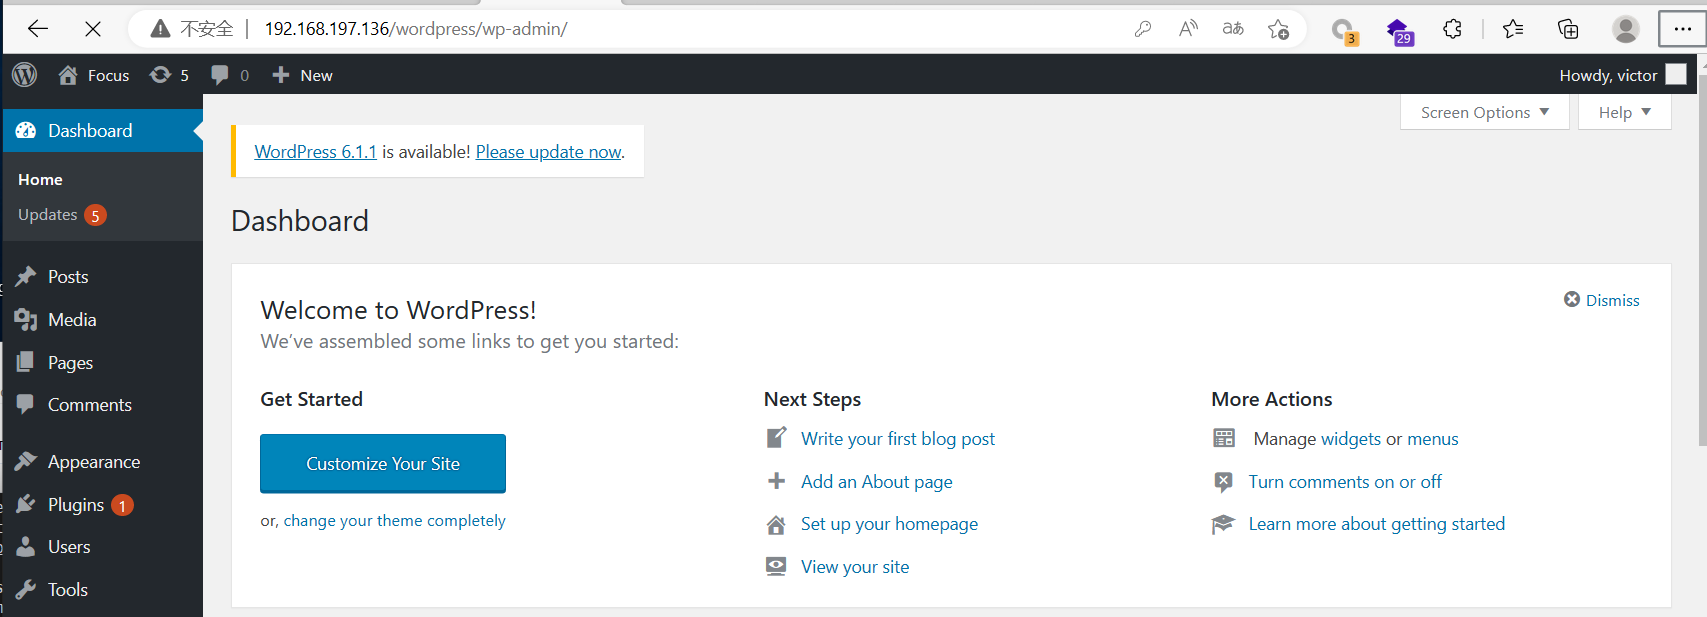 不安全 192.168.197.136/wordpress/wp-admin/ aあ 3 29
Focus 5 0 New Howdy, victor
Dashboard
Screen Options Help
WordPress 6.1.1 is available! Please update now.
Home
Updates 5
Dashboard
Posts
Media
Pages
Comments
Appearance
Plugins 1
Users
Tools
Welcome to WordPress!
Dismiss
We've assembled some links to get you started:
Get Started
Customize Your Site
or, change your theme completely
Next Steps
Write your first blog post
Add an About page
Set up your homepage
View your site
More Actions
Manage widgets or menus
Turn comments on or off
Learn more about getting started